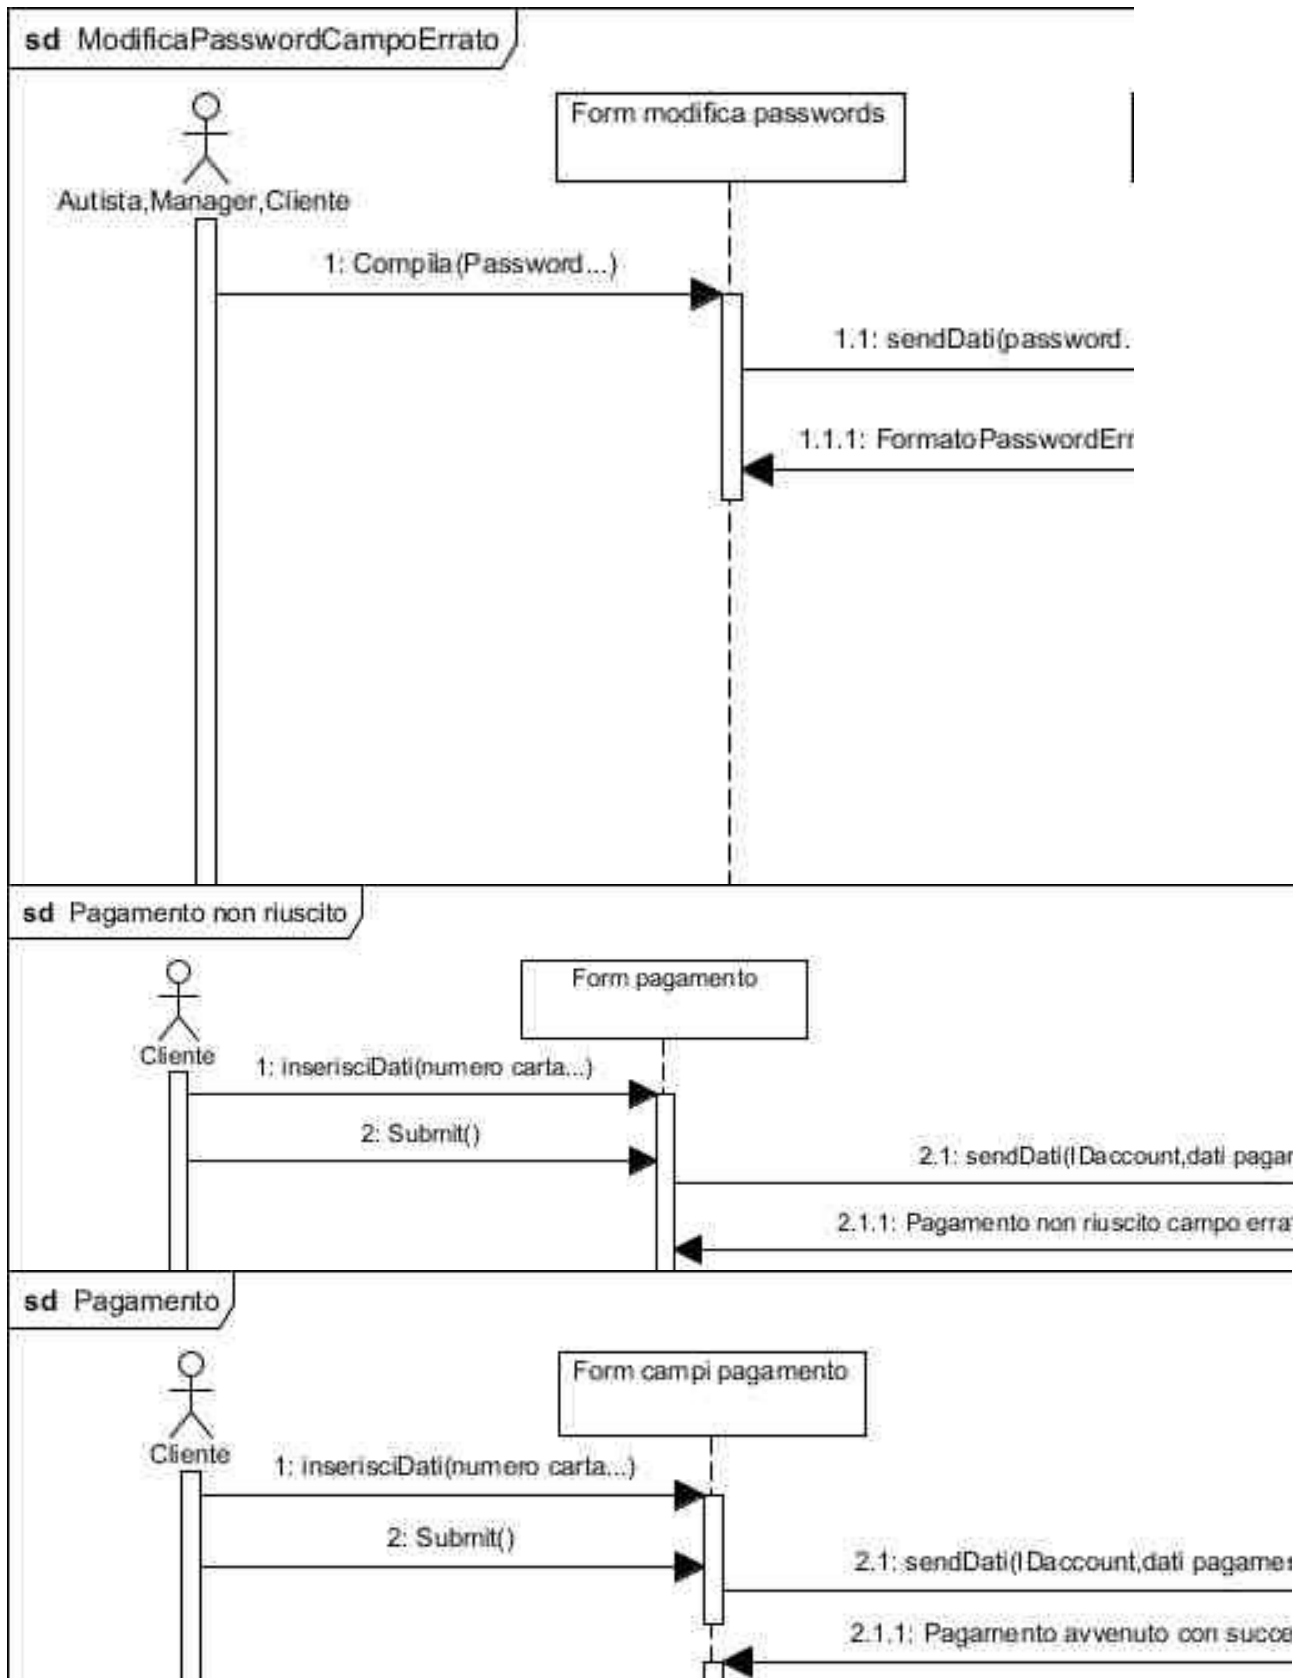 sd ModificaPasswordCampoErrato
Form modifica passwords
Autista,Manager,Cliente
1: Compila(Password...)
1.1: sendDati(password.
1.1.1: FormatoPasswordErr
sd Pagamento non riuscito
Form pagamento
Cliente
1: inserisciDati(numero carta...)
2: Submit()
2.1: sendDati(IDaccount,dati pagam
2.1.1: Pagamento non riuscito campo errat
sd Pagamento
Form campi pagamento
Cliente
1: inserisciDati(numero carta...)
2: Submit()
2.1: sendDati(IDaccount,dati pagame
2.1.1: Pagamento avvenuto con succe